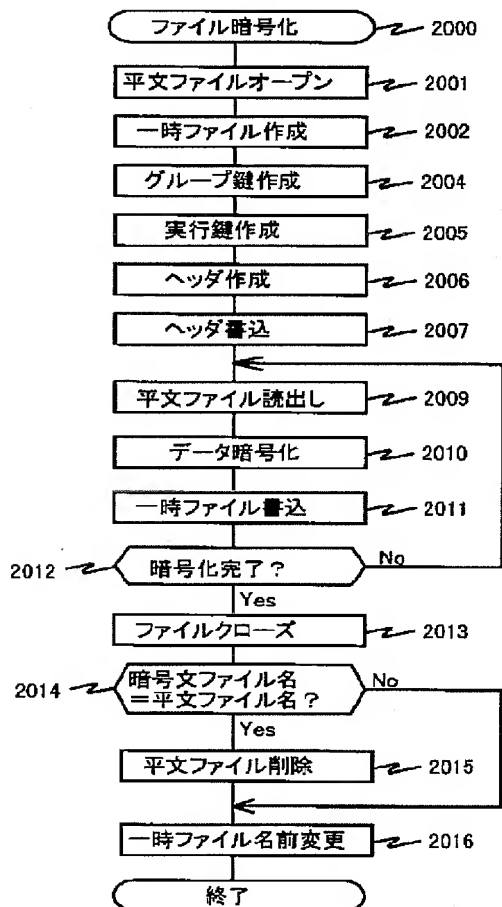 ファイル暗号化 2000
平文ファイルオープン 2001
一時ファイル作成 2002
グループ鍵作成 2004
実行鍵作成 2005
ヘッダ作成 2006
ヘッダ書込 2007
平文ファイル読出し 2009
データ暗号化 2010
一時ファイル書込 2011
2012 暗号化完了? No
Yes
ファイルクローズ 2013
暗号文ファイル名 No
2014 =平文ファイル名?
Yes
平文ファイル削除 2015
一時ファイル名前変更 2016
終了